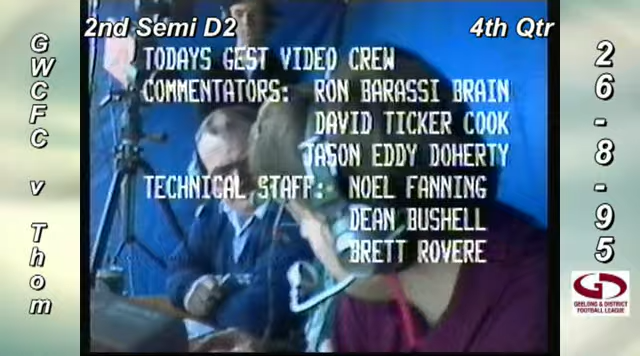 2nd Semi D2
4th Qtr
GWCFC v Thom
TODAYS GEST VIDEO CREW
COMMENTATORS: RON BARASSI BRAIN
DAVID TICKER COOK
JASON EDDY DOHERTY
TECHNICAL STAFF: NOEL FANNING
DEAN BUSHELL
BRETT ROVERE
26-8-95
GEELONG & DISTRICT
FOOTBALL LEAGUE